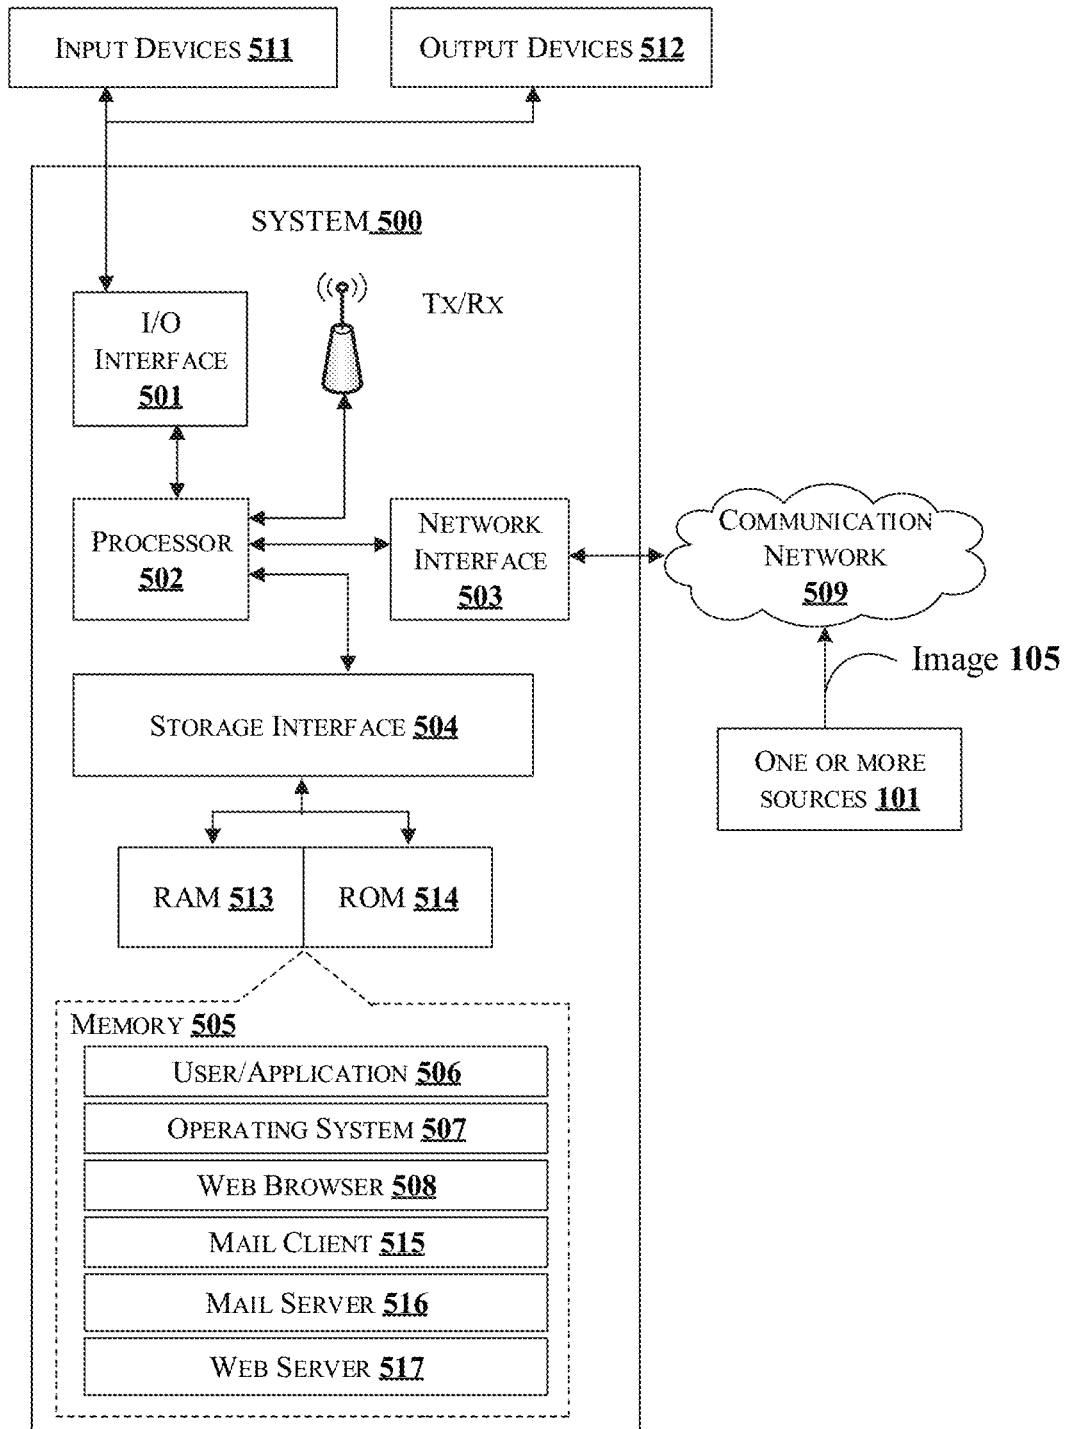 INPUT DEVICES 511
OUTPUT DEVICES 512
SYSTEM 500
I/O
INTERFACE
501
TX/RX
PROCESSOR
502
NETWORK
INTERFACE
503
COMMUNICATION
NETWORK
509
Image 105
STORAGE INTERFACE 504
ONE OR MORE
SOURCES 101
RAM 513
ROM 514
MEMORY 505
USER/APPLICATION 506
OPERATING SYSTEM 507
WEB BROWSER 508
MAIL CLIENT 515
MAIL SERVER 516
WEB SERVER 517